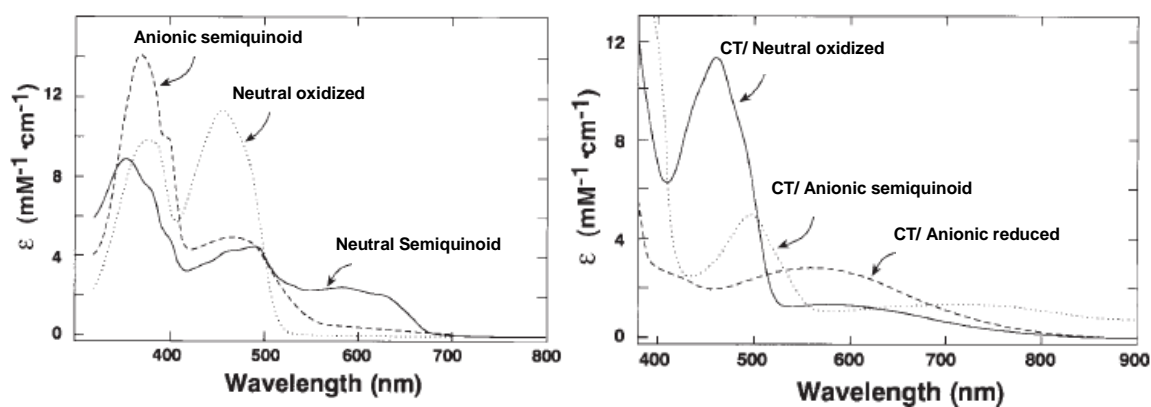 Anionic semiquinoid
Neutral oxidized
Neutral Semiquinoid
ε (mM⁻¹·cm⁻¹)
12
8
4
0
400 500 600 700 800
Wavelength (nm)
CT/ Neutral oxidized
CT/ Anionic semiquinoid
CT/ Anionic reduced
ε (mM⁻¹·cm⁻¹)
12
8
4
0
400 500 600 700 800 900
Wavelength (nm)